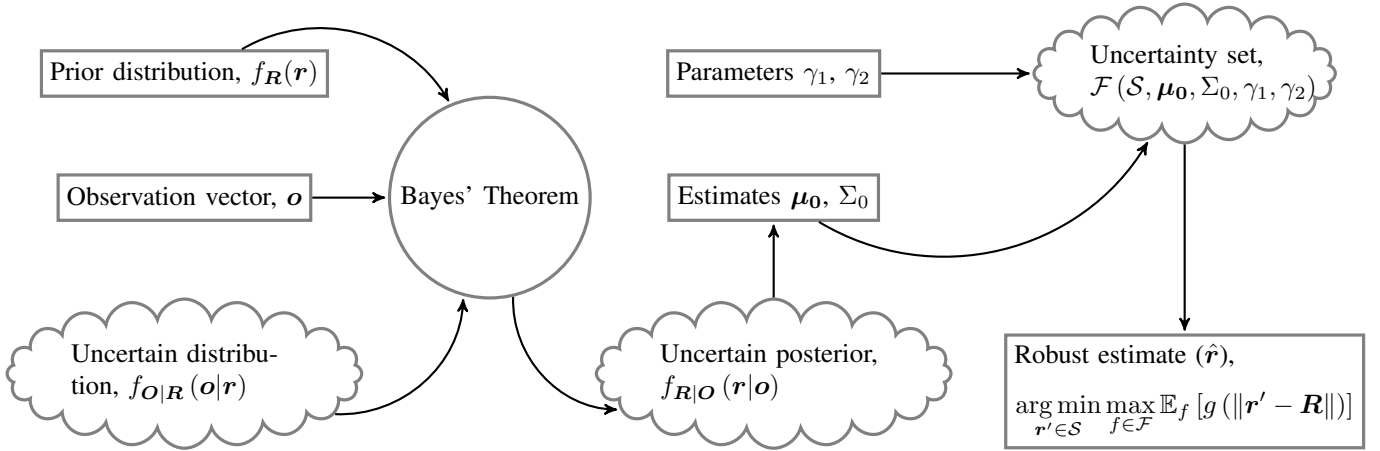 Prior distribution, f_R(r)
Observation vector, o
Uncertain distribu-
tion, f_{O|R} (o|r)
Bayes’ Theorem
Parameters γ₁, γ₂
Estimates μ₀, Σ₀
Uncertain posterior,
f_{R|O} (r|o)
Uncertainty set,
ℱ (𝒮, μ₀, Σ₀, γ₁, γ₂)
Robust estimate (r̂),
arg min_{r′∈𝒮} max_{f∈ℱ} 𝔼_f [g (‖r′ − R‖)]